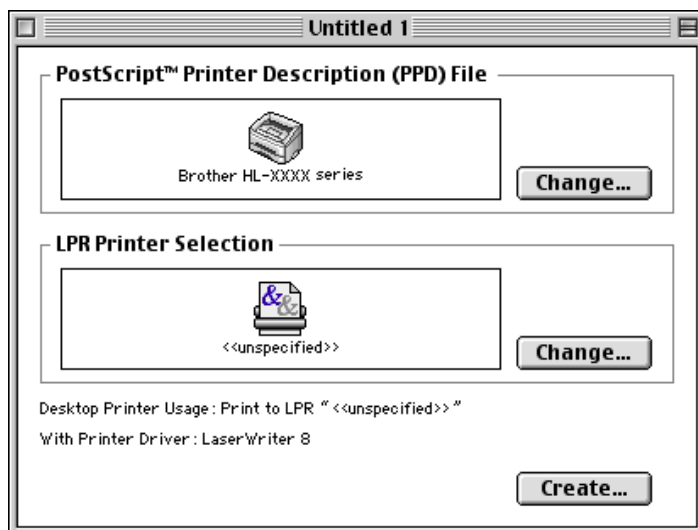 Untitled 1
PostScript™ Printer Description (PPD) File
Brother HL-XXXX series
Change...
LPR Printer Selection
&&
<<unspecified>>
Change...
Desktop Printer Usage : Print to LPR “ <<unspecified>> ”
With Printer Driver : LaserWriter 8
Create...